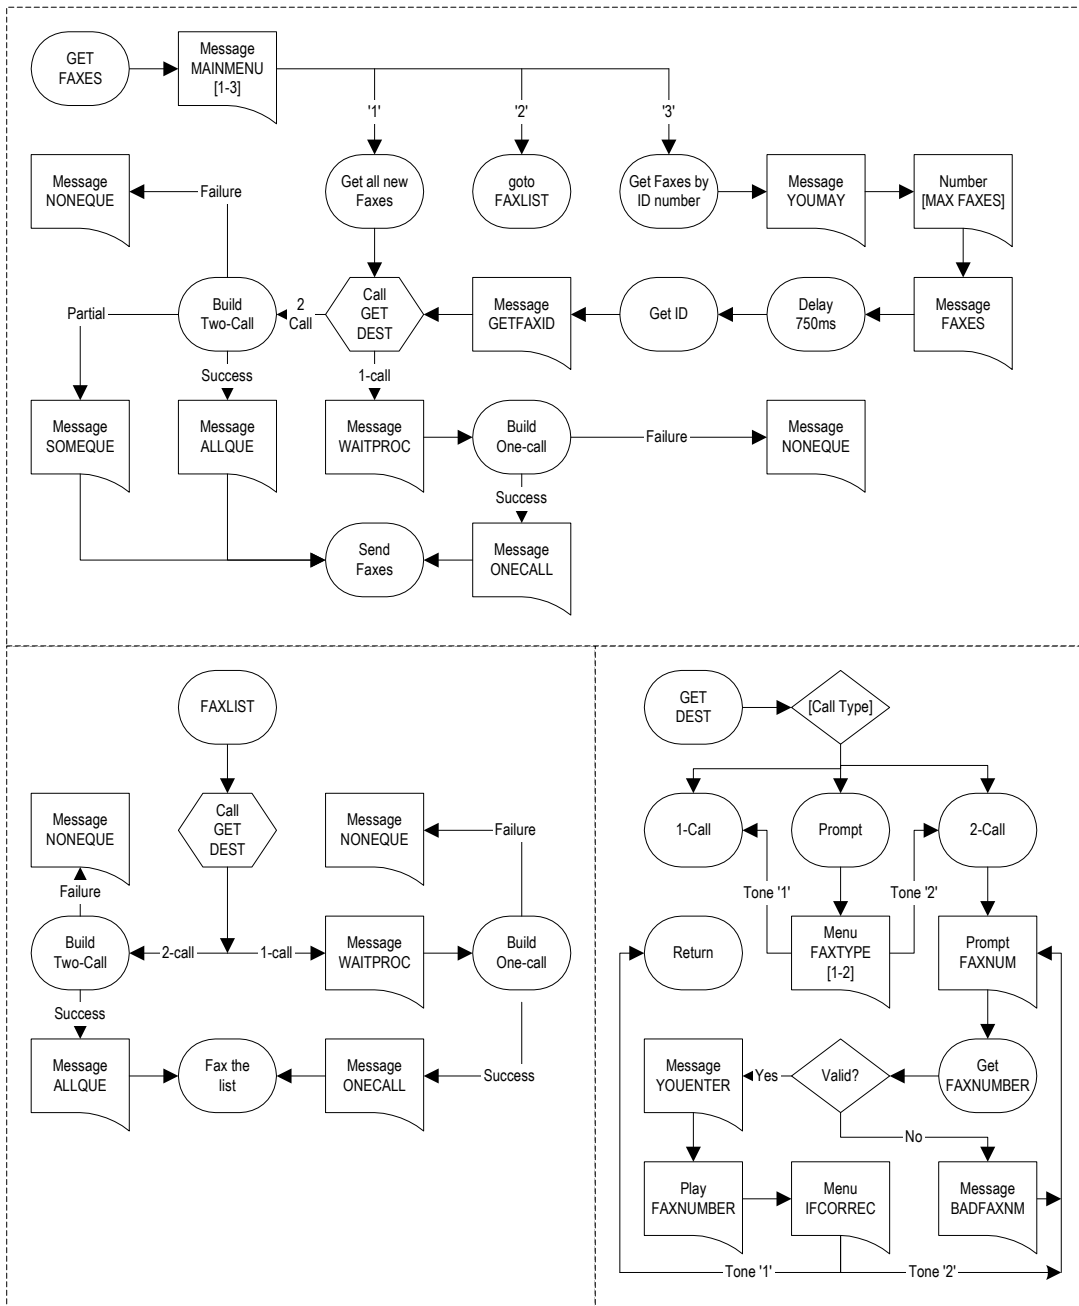 GET
FAXES
Message
MAINMENU
[1-3]
'1'
'2'
'3'
Message
NONEQUE
Failure
Get all new
Faxes
goto
FAXLIST
Get Faxes by
ID number
Message
YOUMAY
Number
[MAX FAXES]
Partial
Build
Two-Call
2
Call
Call
GET
DEST
Message
GETFAXID
Get ID
Delay
750ms
Message
FAXES
Success
1-call
Message
SOMEQUE
Message
ALLQUE
Message
WAITPROC
Build
One-call
Failure
Message
NONEQUE
Success
Send
Faxes
Message
ONECALL
FAXLIST
Message
NONEQUE
Call
GET
DEST
Message
NONEQUE
Failure
Failure
Build
Two-Call
2-call
1-call
Message
WAITPROC
Build
One-call
Success
Message
ALLQUE
Fax the
list
Message
ONECALL
Success
GET
DEST
[Call Type]
1-Call
Prompt
2-Call
Tone '1'
Tone '2'
Return
Menu
FAXTYPE
[1-2]
Prompt
FAXNUM
Message
YOUENTER
Yes
Valid?
Get
FAXNUMBER
No
Play
FAXNUMBER
Menu
IFCORREC
Message
BADFAXNM
Tone '1'
Tone '2'